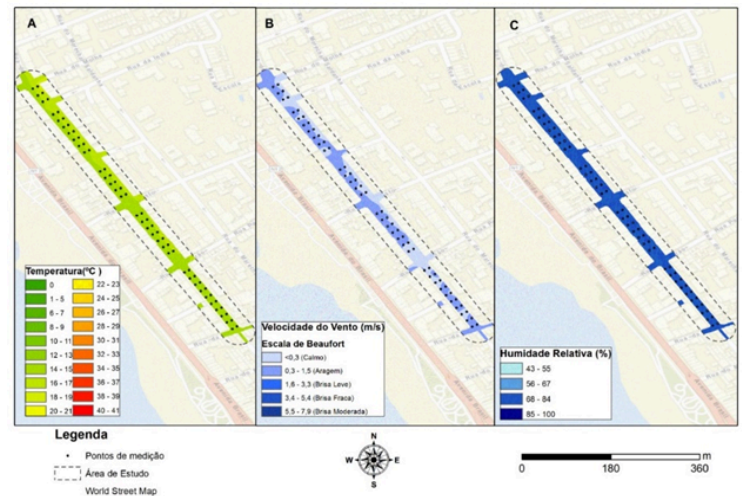 A
B
C
Temperatura(ºC )
0
1 - 5
6 - 7
8 - 9
10 - 11
12 - 13
14 - 15
16 - 17
18 - 19
20 - 21
22 - 23
24 - 25
26 - 27
28 - 29
30 - 31
32 - 33
34 - 35
36 - 37
38 - 39
40 - 41
Velocidade do Vento (m/s)
Escala de Beaufort
<0,3 (Calmo)
0,3 - 1,5 (Aragem)
1,6 - 3,3 (Brisa Leve)
3,4 - 5,4 (Brisa Fraca)
5,5 - 7,9 (Brisa Moderada)
Humidade Relativa (%)
43 - 55
56 - 67
68 - 84
85 - 100
Legenda
Pontos de medição
Área de Estudo
World Street Map
N
W E
S
0 180 360 m